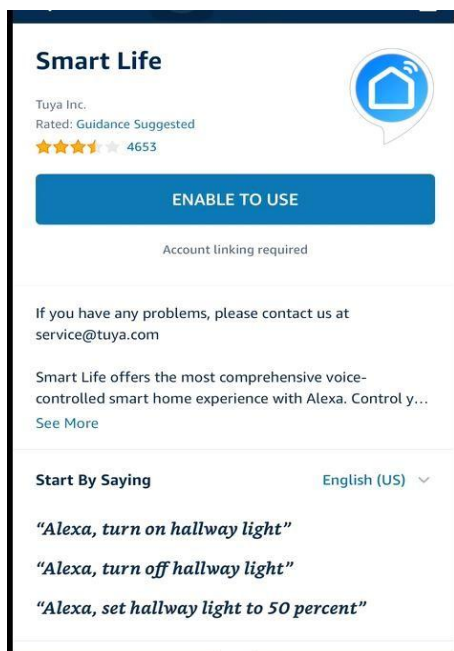 Smart Life
Tuya Inc.
Rated: Guidance Suggested
4653
ENABLE TO USE
Account linking required
If you have any problems, please contact us at
service@tuya.com
Smart Life offers the most comprehensive voice-
controlled smart home experience with Alexa. Control y...
See More
Start By Saying
English (US)
“Alexa, turn on hallway light”
“Alexa, turn off hallway light”
“Alexa, set hallway light to 50 percent”